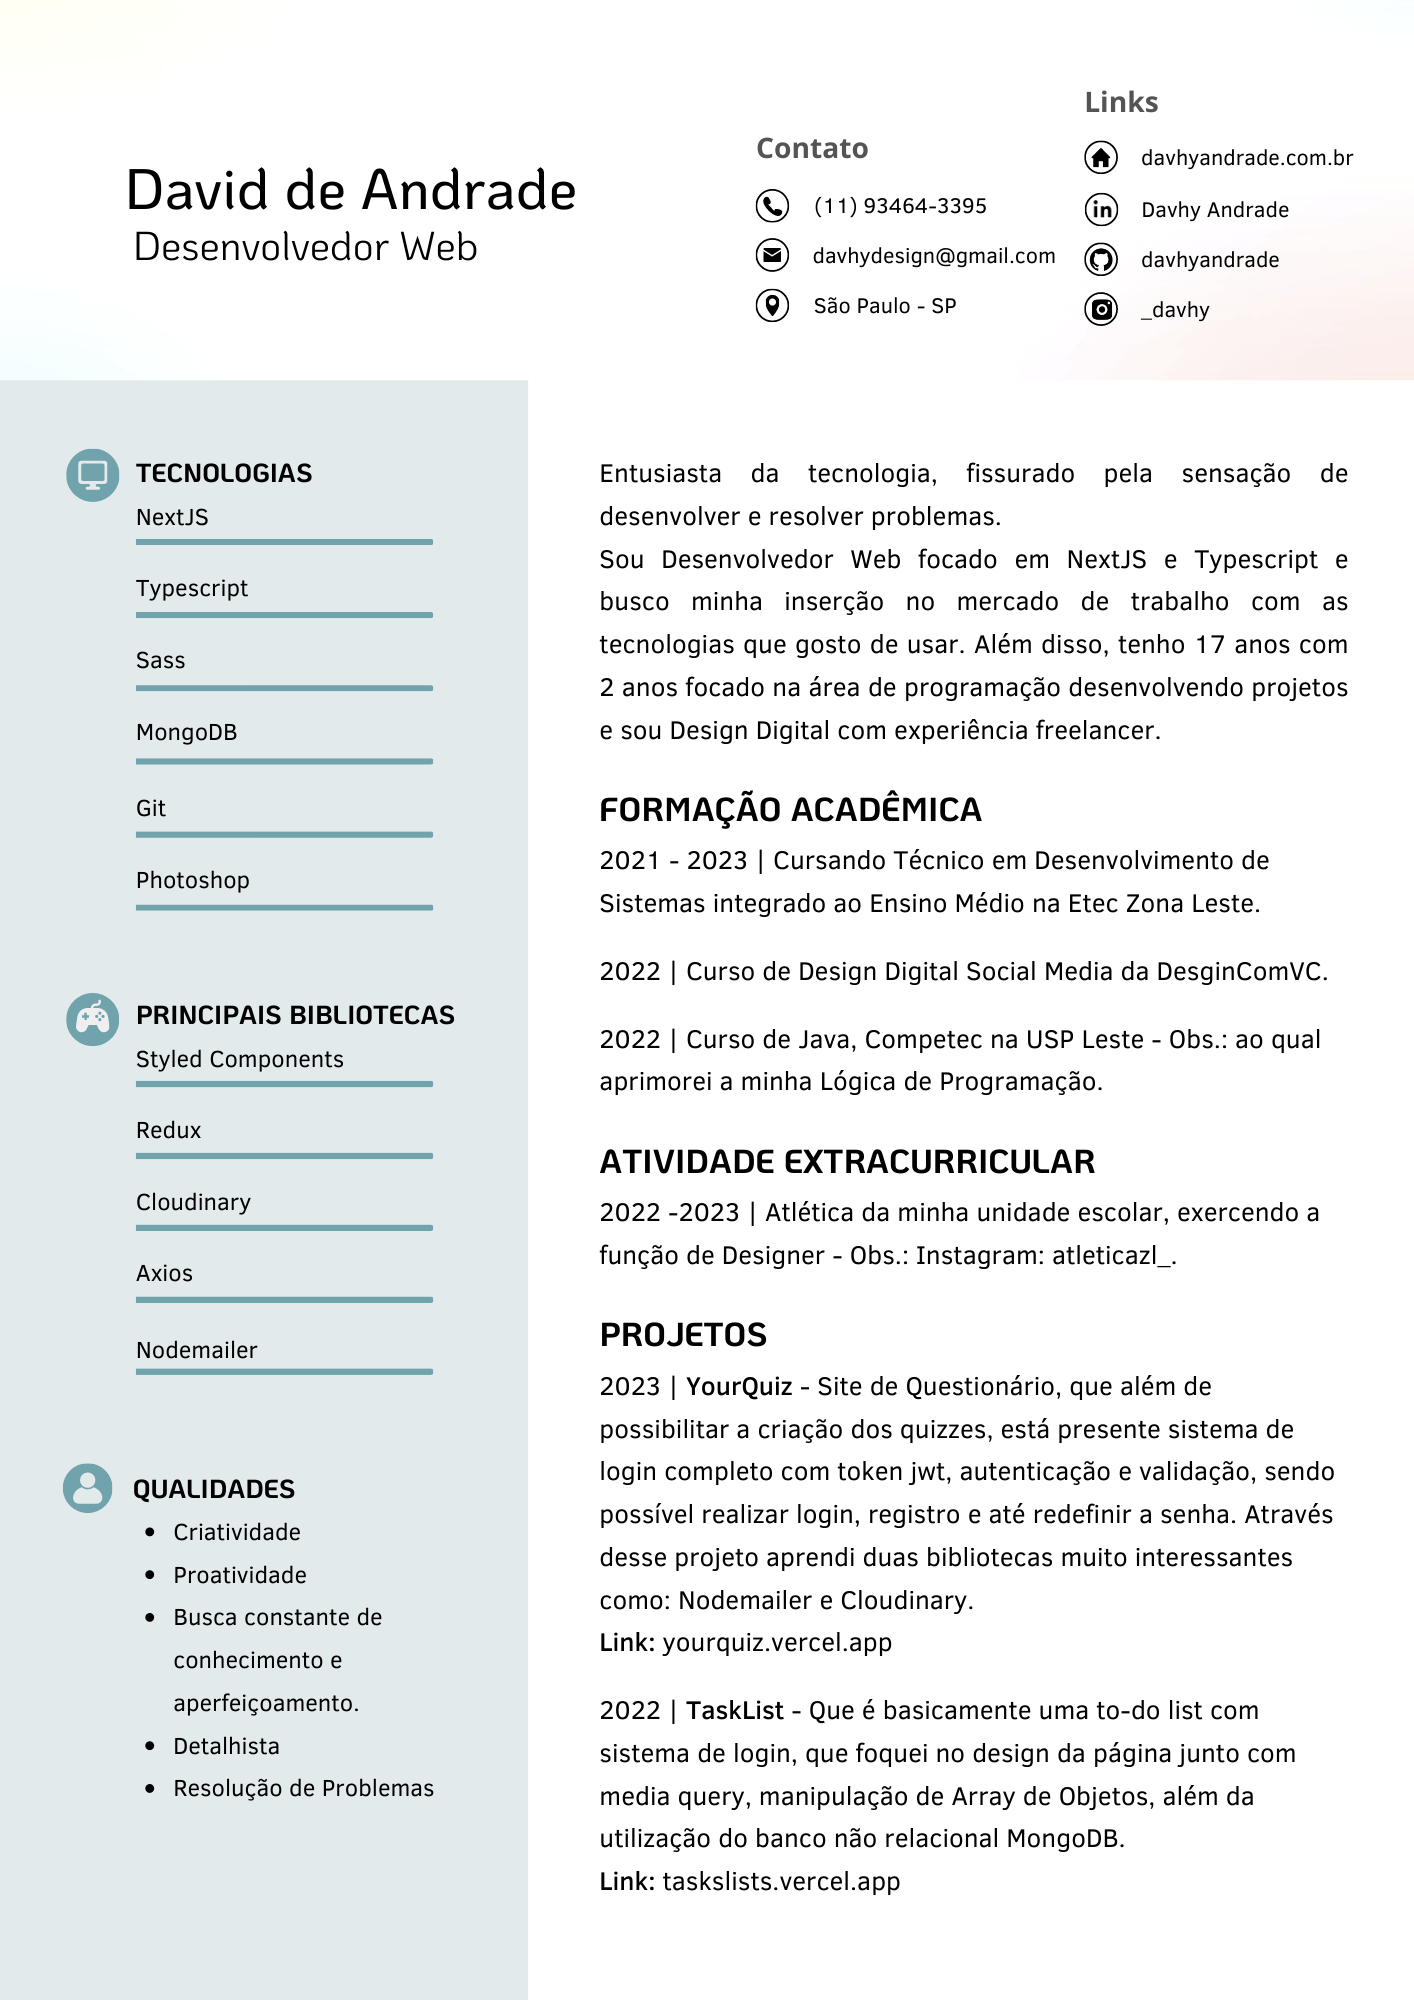 David de Andrade
Desenvolvedor Web
Contato
(11) 93464-3395
davhydesign@gmail.com
São Paulo - SP
Links
davhyandrade.com.br
Davhy Andrade
davhyandrade
_davhy
TECNOLOGIAS
NextJS
Typescript
Sass
MongoDB
Git
Photoshop
PRINCIPAIS BIBLIOTECAS
Styled Components
Redux
Cloudinary
Axios
Nodemailer
QUALIDADES
• Criatividade
• Proatividade
• Busca constante de
conhecimento e
aperfeiçoamento.
• Detalhista
• Resolução de Problemas
Entusiasta da tecnologia, fissurado pela sensação de
desenvolver e resolver problemas.
Sou Desenvolvedor Web focado em NextJS e Typescript e
busco minha inserção no mercado de trabalho com as
tecnologias que gosto de usar. Além disso, tenho 17 anos com
2 anos focado na área de programação desenvolvendo projetos
e sou Design Digital com experiência freelancer.
FORMAÇÃO ACADÊMICA
2021 - 2023 | Cursando Técnico em Desenvolvimento de
Sistemas integrado ao Ensino Médio na Etec Zona Leste.
2022 | Curso de Design Digital Social Media da DesginComVC.
2022 | Curso de Java, Competec na USP Leste - Obs.: ao qual
aprimorei a minha Lógica de Programação.
ATIVIDADE EXTRACURRICULAR
2022 -2023 | Atlética da minha unidade escolar, exercendo a
função de Designer - Obs.: Instagram: atleticazl_.
PROJETOS
2023 | YourQuiz - Site de Questionário, que além de
possibilitar a criação dos quizzes, está presente sistema de
login completo com token jwt, autenticação e validação, sendo
possível realizar login, registro e até redefinir a senha. Através
desse projeto aprendi duas bibliotecas muito interessantes
como: Nodemailer e Cloudinary.
Link: yourquiz.vercel.app
2022 | TaskList - Que é basicamente uma to-do list com
sistema de login, que foquei no design da página junto com
media query, manipulação de Array de Objetos, além da
utilização do banco não relacional MongoDB.
Link: taskslists.vercel.app